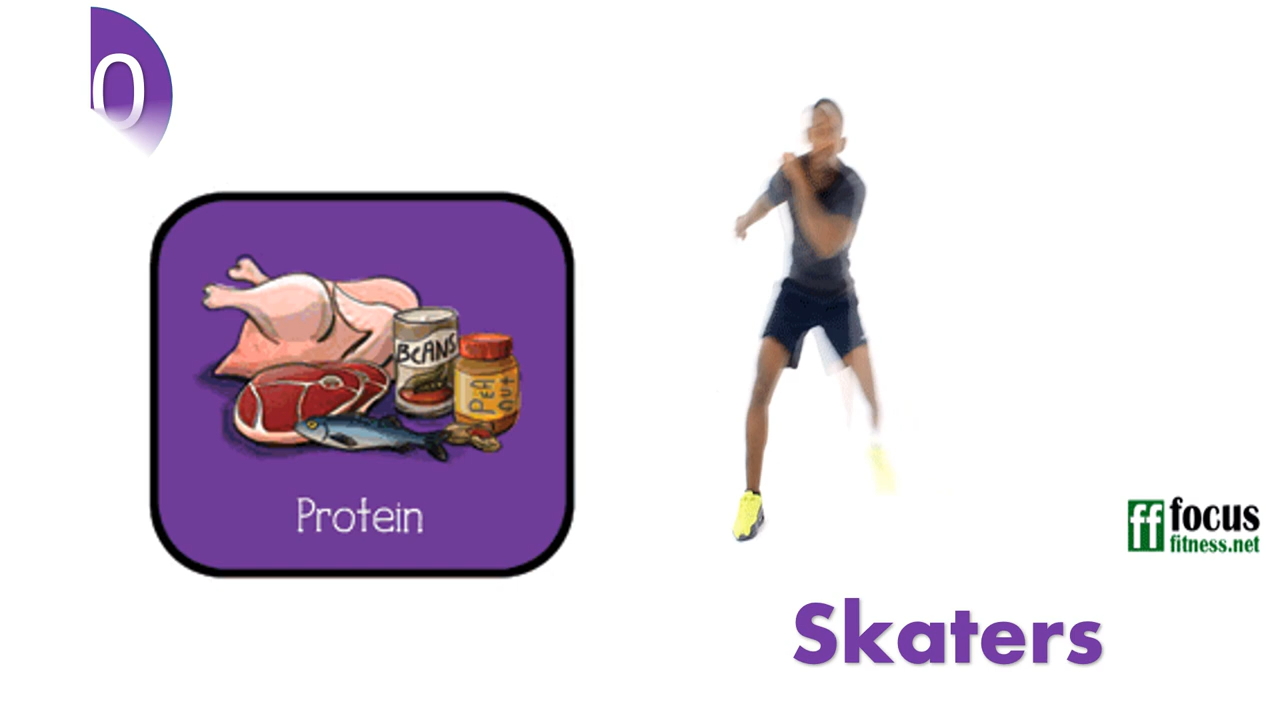 0
BEANS
PEA
NUT
Protein
ff focus
fitness.net
Skaters